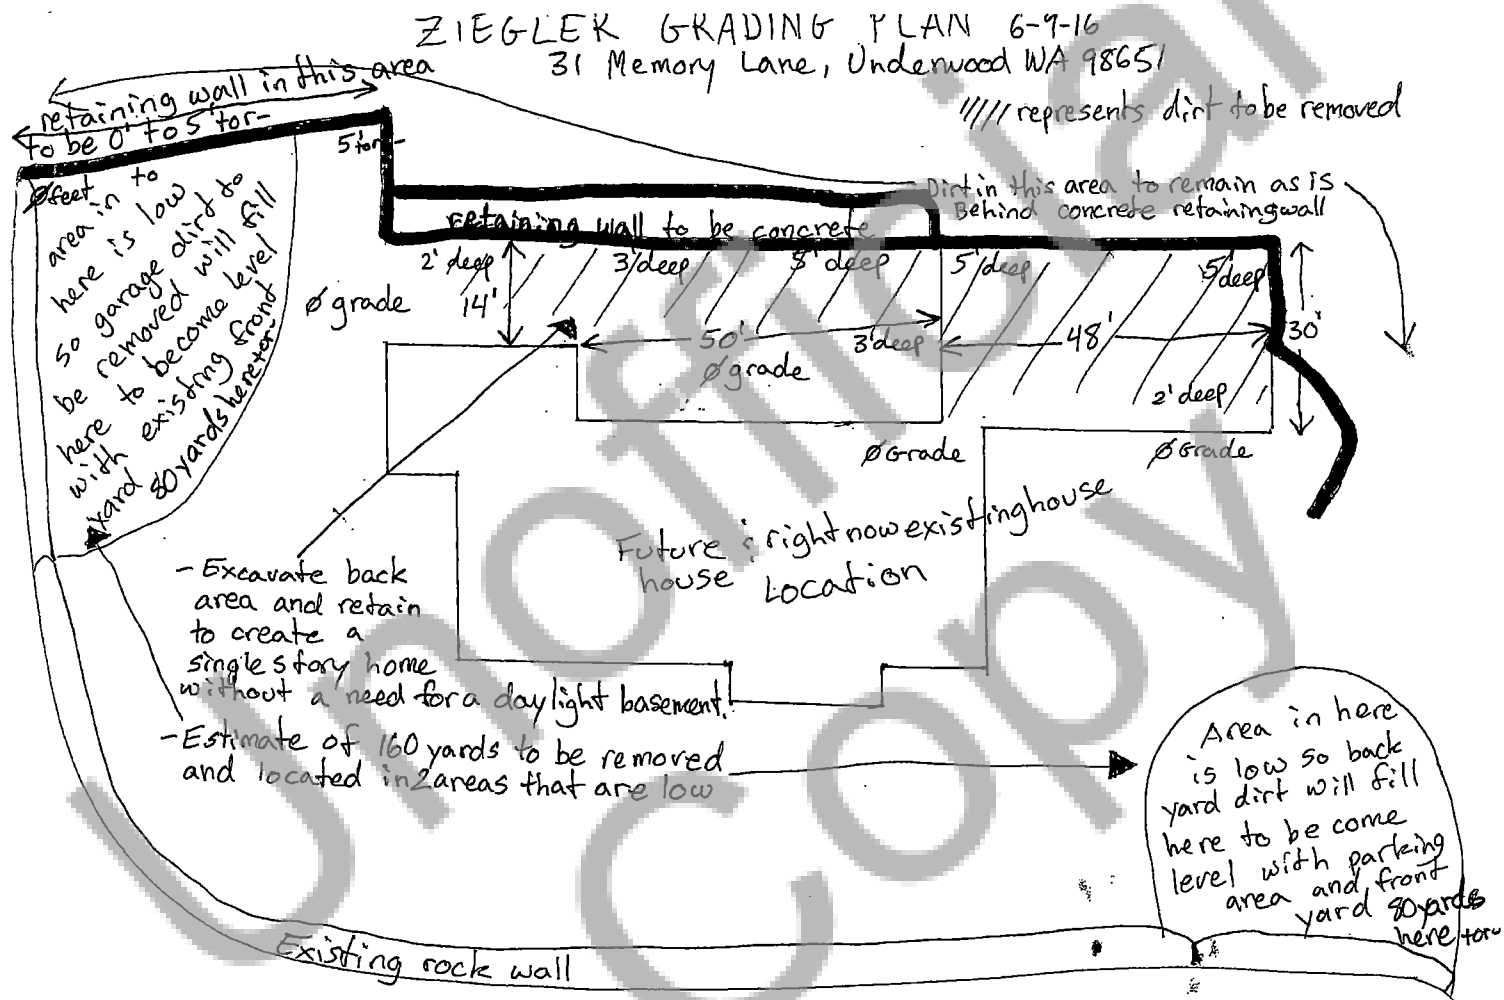 ZIEGLER GRADING PLAN 6-9-16
31 Memory Lane, Underwood WA 98651
///// represents dirt to be removed
retaining wall in this area
to be 0' to 5' tor-
5' tor-
Ø feet
area in to
here is low
so garage dirt to
be removed will fill
here to become level
with existing front
yard 80 yards here tor~
Dirt in this area to remain as is
Behind concrete retaining wall
retaining wall to be concrete
2' deep
3' deep
5' deep
5' deep
14'
Ø grade
50'
3' deep
48'
30'
Ø grade
2' deep
Ø Grade
Ø Grade
Future : right now existing house
house Location
- Excavate back
area and retain
to create a
single story home
without a need for a daylight basement.
- Estimate of 160 yards to be removed
and located in 2 areas that are low
Area in here
is low so back
yard dirt will fill
here to be come
level with parking
area and front
yard 80 yards
here tor~
Existing rock wall
Unofficial
Copy